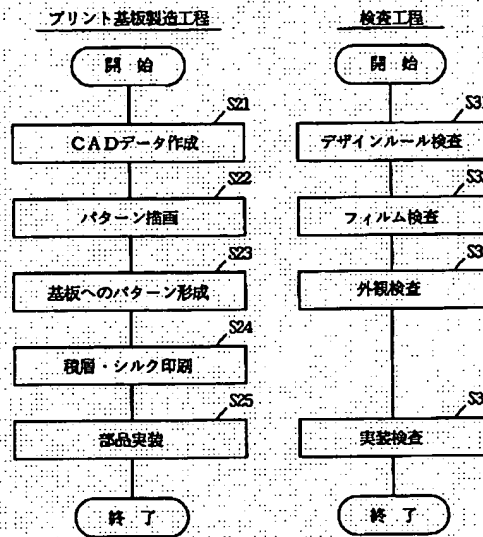 プリント基板製造工程
開始
S21
CADデータ作成
S22
パターン描画
S23
基板へのパターン形成
S24
積層・シルク印刷
S25
部品実装
終了
検査工程
開始
S31
デザインルール検査
S3
フィルム検査
S3
外観検査
S3
実装検査
終了